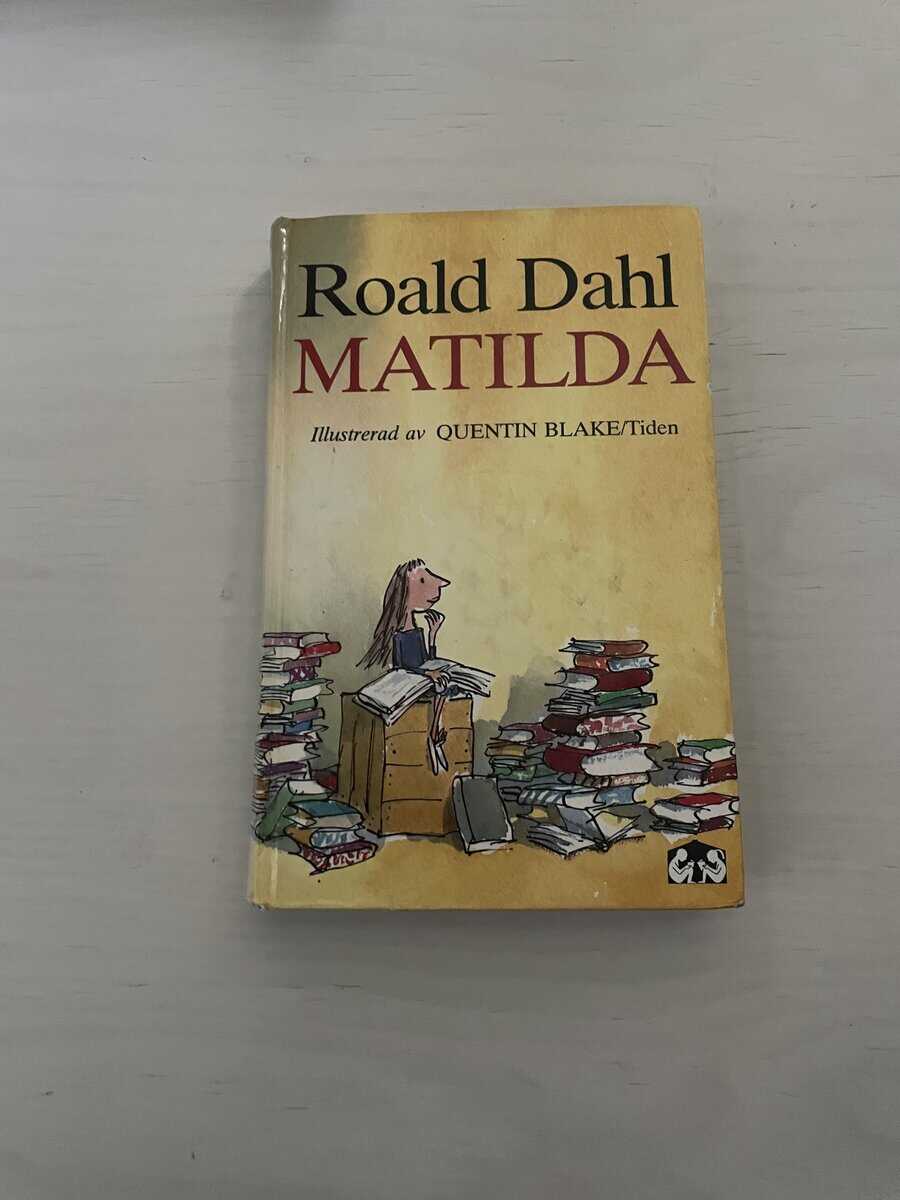 Roald Dahl
MATILDA
Illustrerad av QUENTIN BLAKE/Tiden